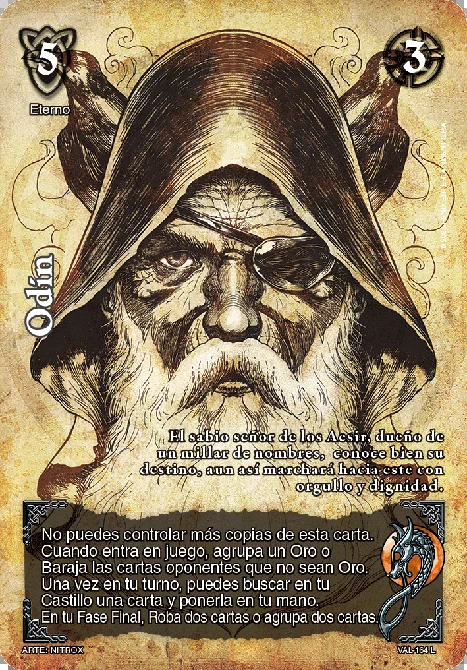 5
3
Eterno
Odín
El sabio señor de los Aesir, dueño de
un millar de nombres, conoce bien su
destino, aun así marchará hacia este con
orgullo y dignidad.
No puedes controlar más copias de esta carta.
Cuando entra en juego, agrupa un Oro o
Baraja las cartas oponentes que no sean Oro.
Una vez en tu turno, puedes buscar en tu
Castillo una carta y ponerla en tu mano.
En tu Fase Final, Roba dos cartas o agrupa dos cartas.
ARTE: NITROX